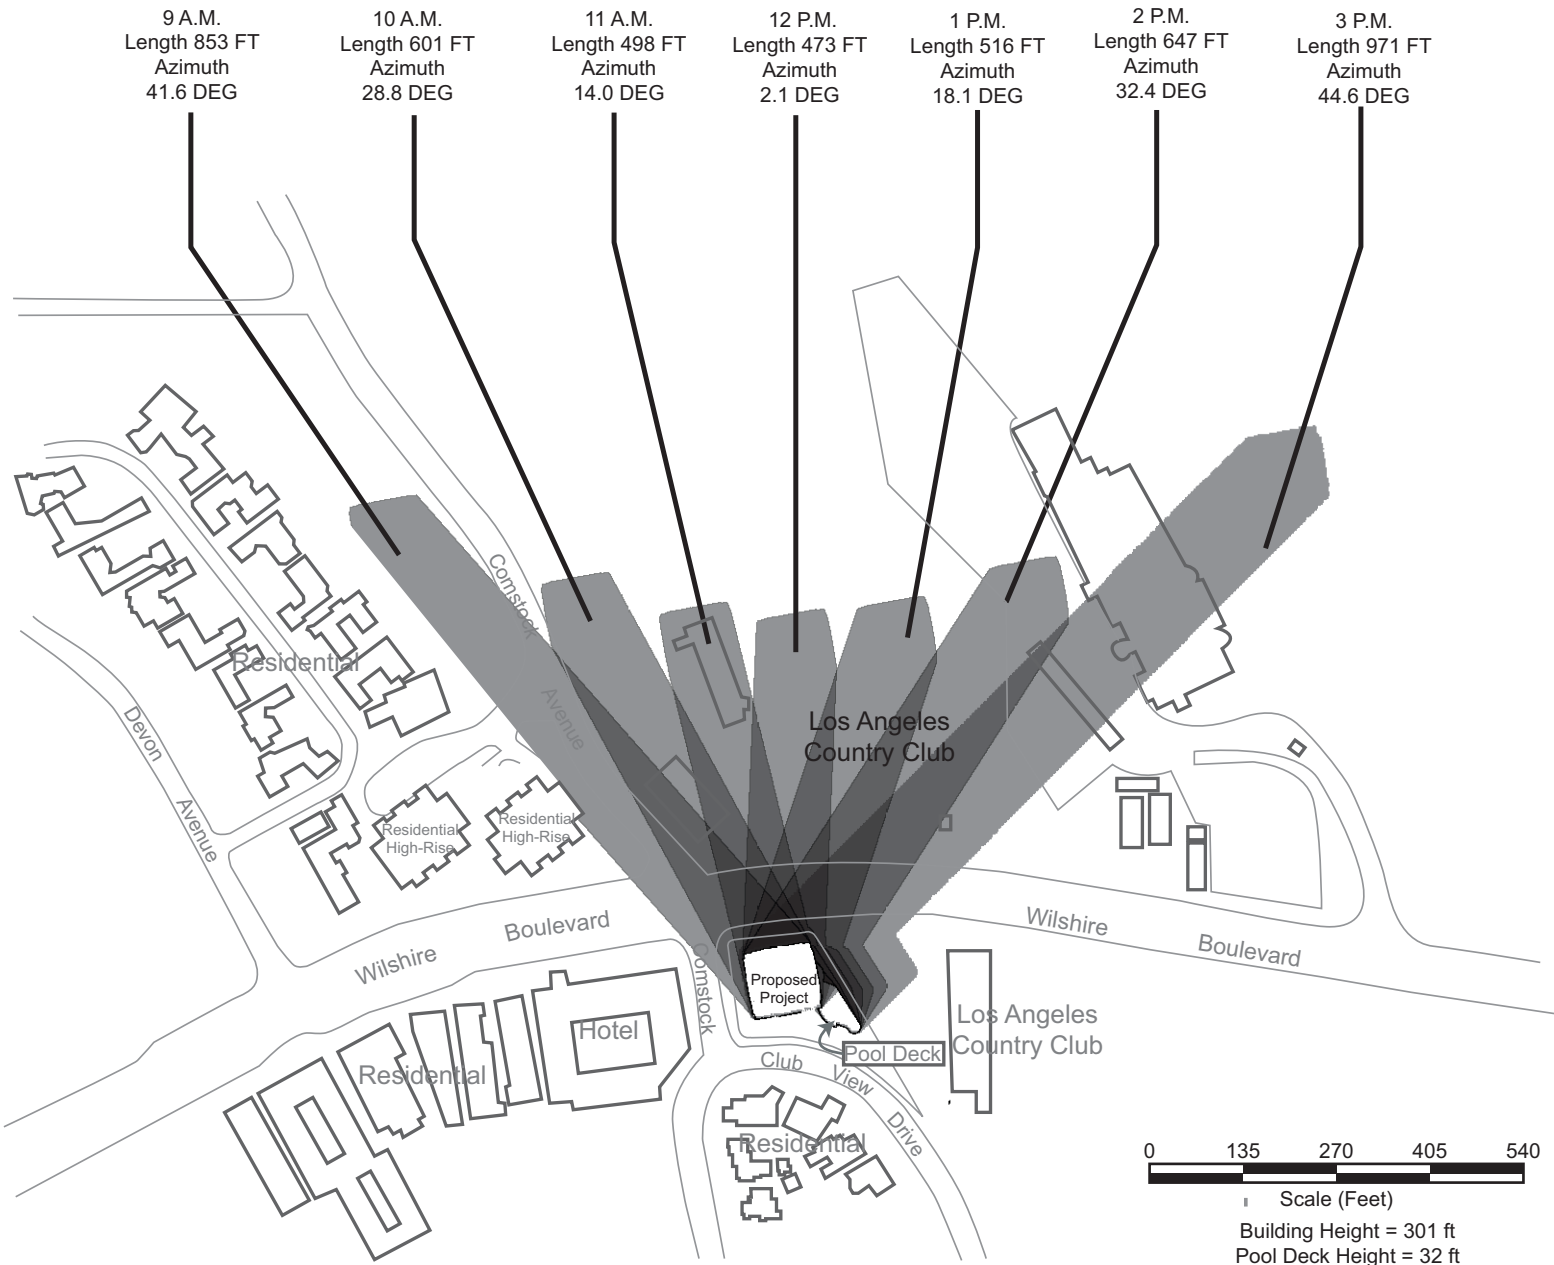 9 A.M.
Length 853 FT
Azimuth
41.6 DEG
10 A.M.
Length 601 FT
Azimuth
28.8 DEG
11 A.M.
Length 498 FT
Azimuth
14.0 DEG
12 P.M.
Length 473 FT
Azimuth
2.1 DEG
1 P.M.
Length 516 FT
Azimuth
18.1 DEG
2 P.M.
Length 647 FT
Azimuth
32.4 DEG
3 P.M.
Length 971 FT
Azimuth
44.6 DEG
Comstock
Avenue
Residential
Devon
Avenue
Los Angeles
Country Club
Residential
High-Rise
Residential
High-Rise
Wilshire
Boulevard
Wilshire
Boulevard
Comstock
Proposed
Project
Hotel
Residential
Los Angeles
Country Club
Pool Deck
Club
View
Drive
Residential
0 135 270 405 540
Scale (Feet)
Building Height = 301 ft
Pool Deck Height = 32 ft